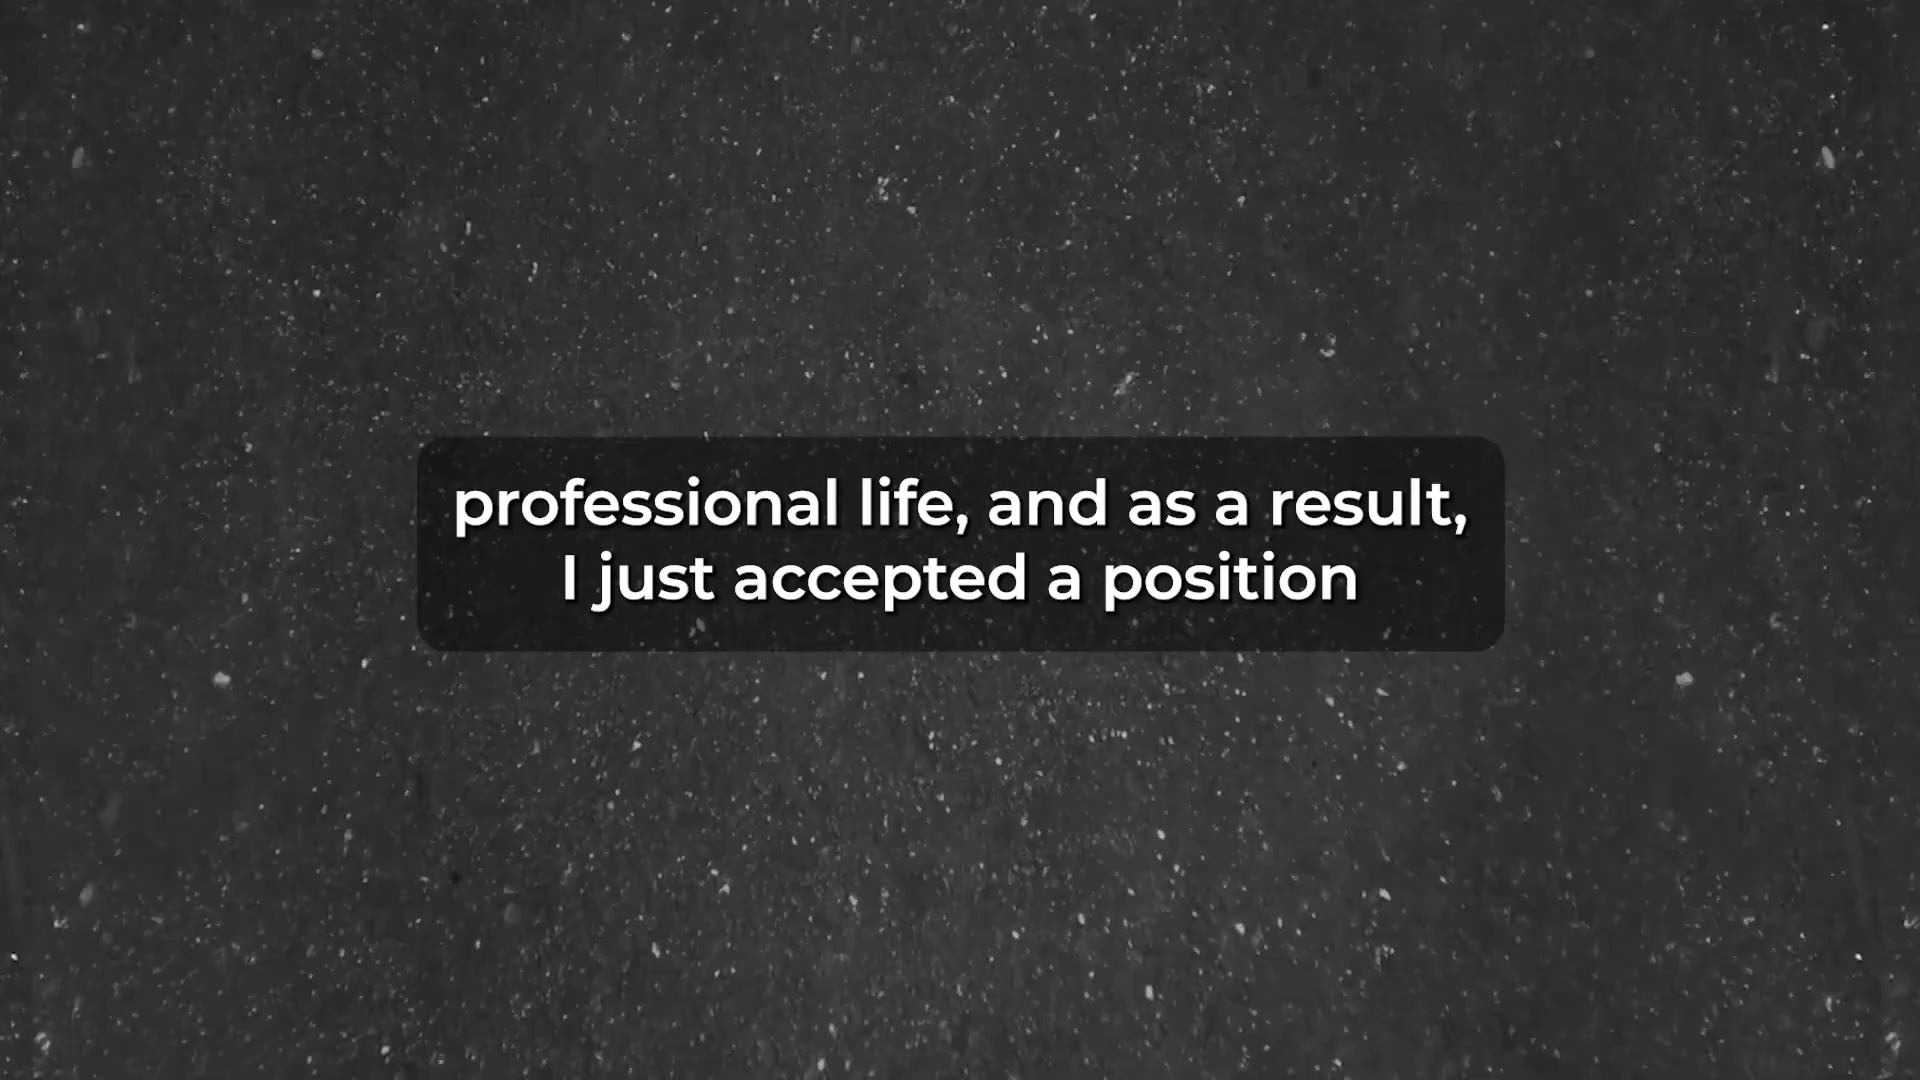 professional life, and as a result,
I just accepted a position